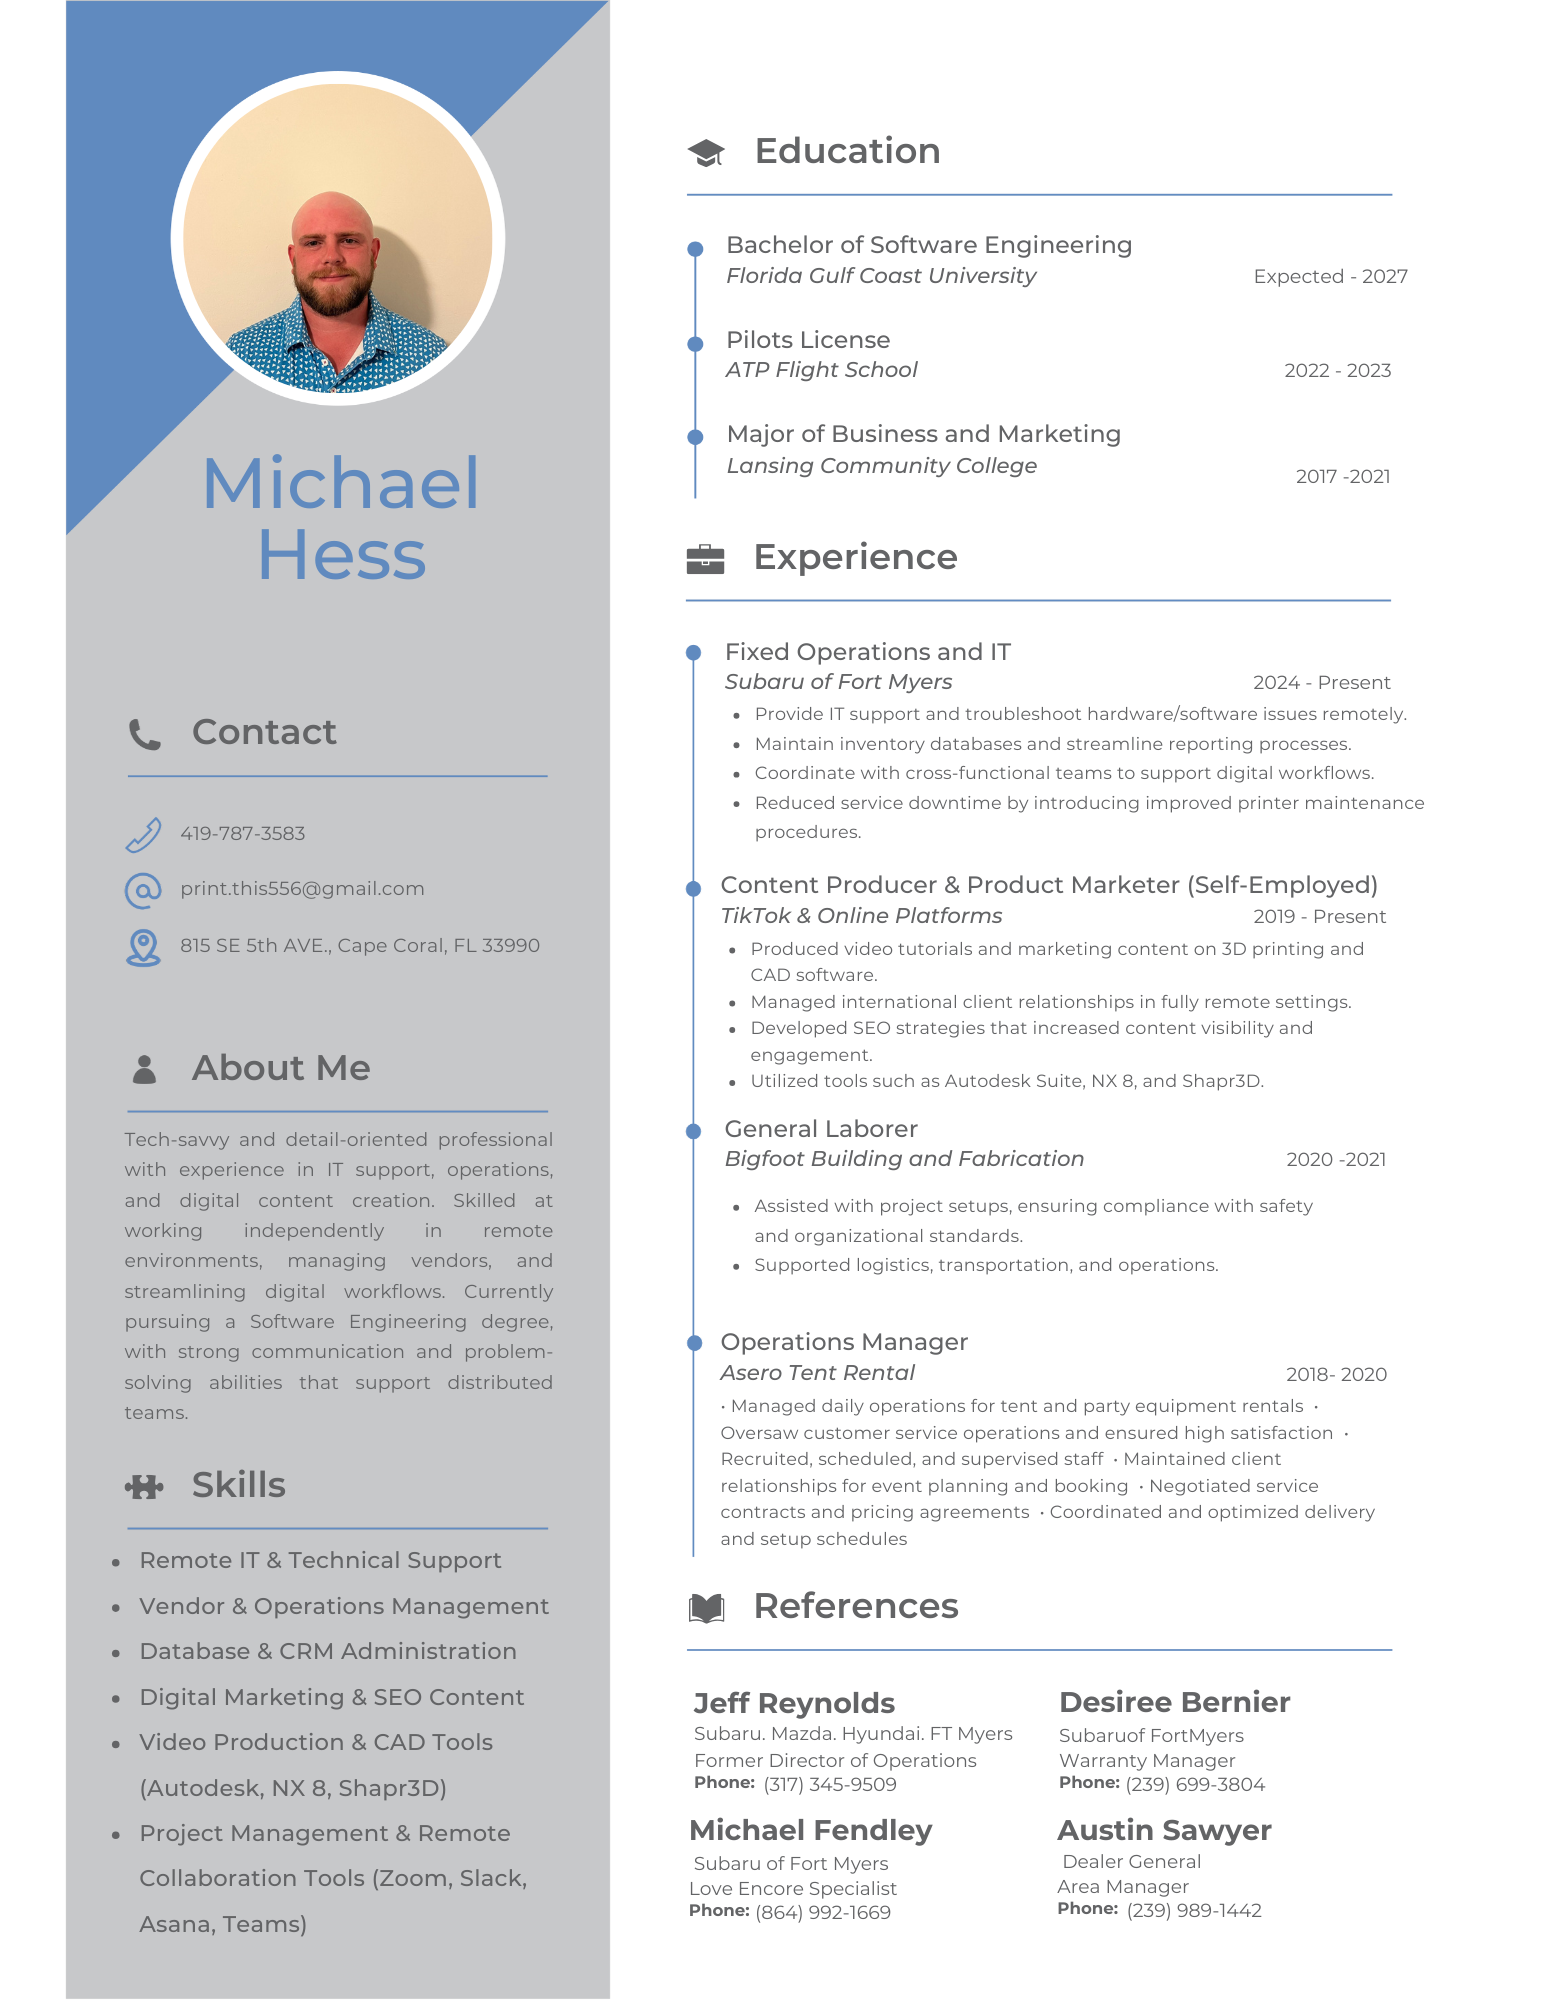 Michael
Hess
Contact
419-787-3583
print.this556@gmail.com
815 SE 5th AVE., Cape Coral, FL 33990
About Me
Tech-savvy and detail-oriented professional
with experience in IT support, operations,
and digital content creation. Skilled at
working independently in remote
environments, managing vendors, and
streamlining digital workflows. Currently
pursuing a Software Engineering degree,
with strong communication and problem-
solving abilities that support distributed
teams.
Skills
• Remote IT & Technical Support
• Vendor & Operations Management
• Database & CRM Administration
• Digital Marketing & SEO Content
• Video Production & CAD Tools
(Autodesk, NX 8, Shapr3D)
• Project Management & Remote
Collaboration Tools (Zoom, Slack,
Asana, Teams)
Education
Bachelor of Software Engineering
Florida Gulf Coast University Expected - 2027
Pilots License
ATP Flight School 2022 - 2023
Major of Business and Marketing
Lansing Community College
2017 -2021
Experience
Fixed Operations and IT
Subaru of Fort Myers 2024 - Present
• Provide IT support and troubleshoot hardware/software issues remotely.
• Maintain inventory databases and streamline reporting processes.
• Coordinate with cross-functional teams to support digital workflows.
• Reduced service downtime by introducing improved printer maintenance
procedures.
Content Producer & Product Marketer (Self-Employed)
TikTok & Online Platforms 2019 - Present
• Produced video tutorials and marketing content on 3D printing and
CAD software.
• Managed international client relationships in fully remote settings.
• Developed SEO strategies that increased content visibility and
engagement.
• Utilized tools such as Autodesk Suite, NX 8, and Shapr3D.
General Laborer
Bigfoot Building and Fabrication 2020 -2021
• Assisted with project setups, ensuring compliance with safety
and organizational standards.
• Supported logistics, transportation, and operations.
Operations Manager
Asero Tent Rental 2018- 2020
• Managed daily operations for tent and party equipment rentals •
Oversaw customer service operations and ensured high satisfaction •
Recruited, scheduled, and supervised staff • Maintained client
relationships for event planning and booking • Negotiated service
contracts and pricing agreements • Coordinated and optimized delivery
and setup schedules
References
Jeff Reynolds
Subaru. Mazda. Hyundai. FT Myers
Former Director of Operations
Phone: (317) 345-9509
Desiree Bernier
Subaruof FortMyers
Warranty Manager
Phone: (239) 699-3804
Michael Fendley
Subaru of Fort Myers
Love Encore Specialist
Phone: (864) 992-1669
Austin Sawyer
Dealer General
Area Manager
Phone: (239) 989-1442